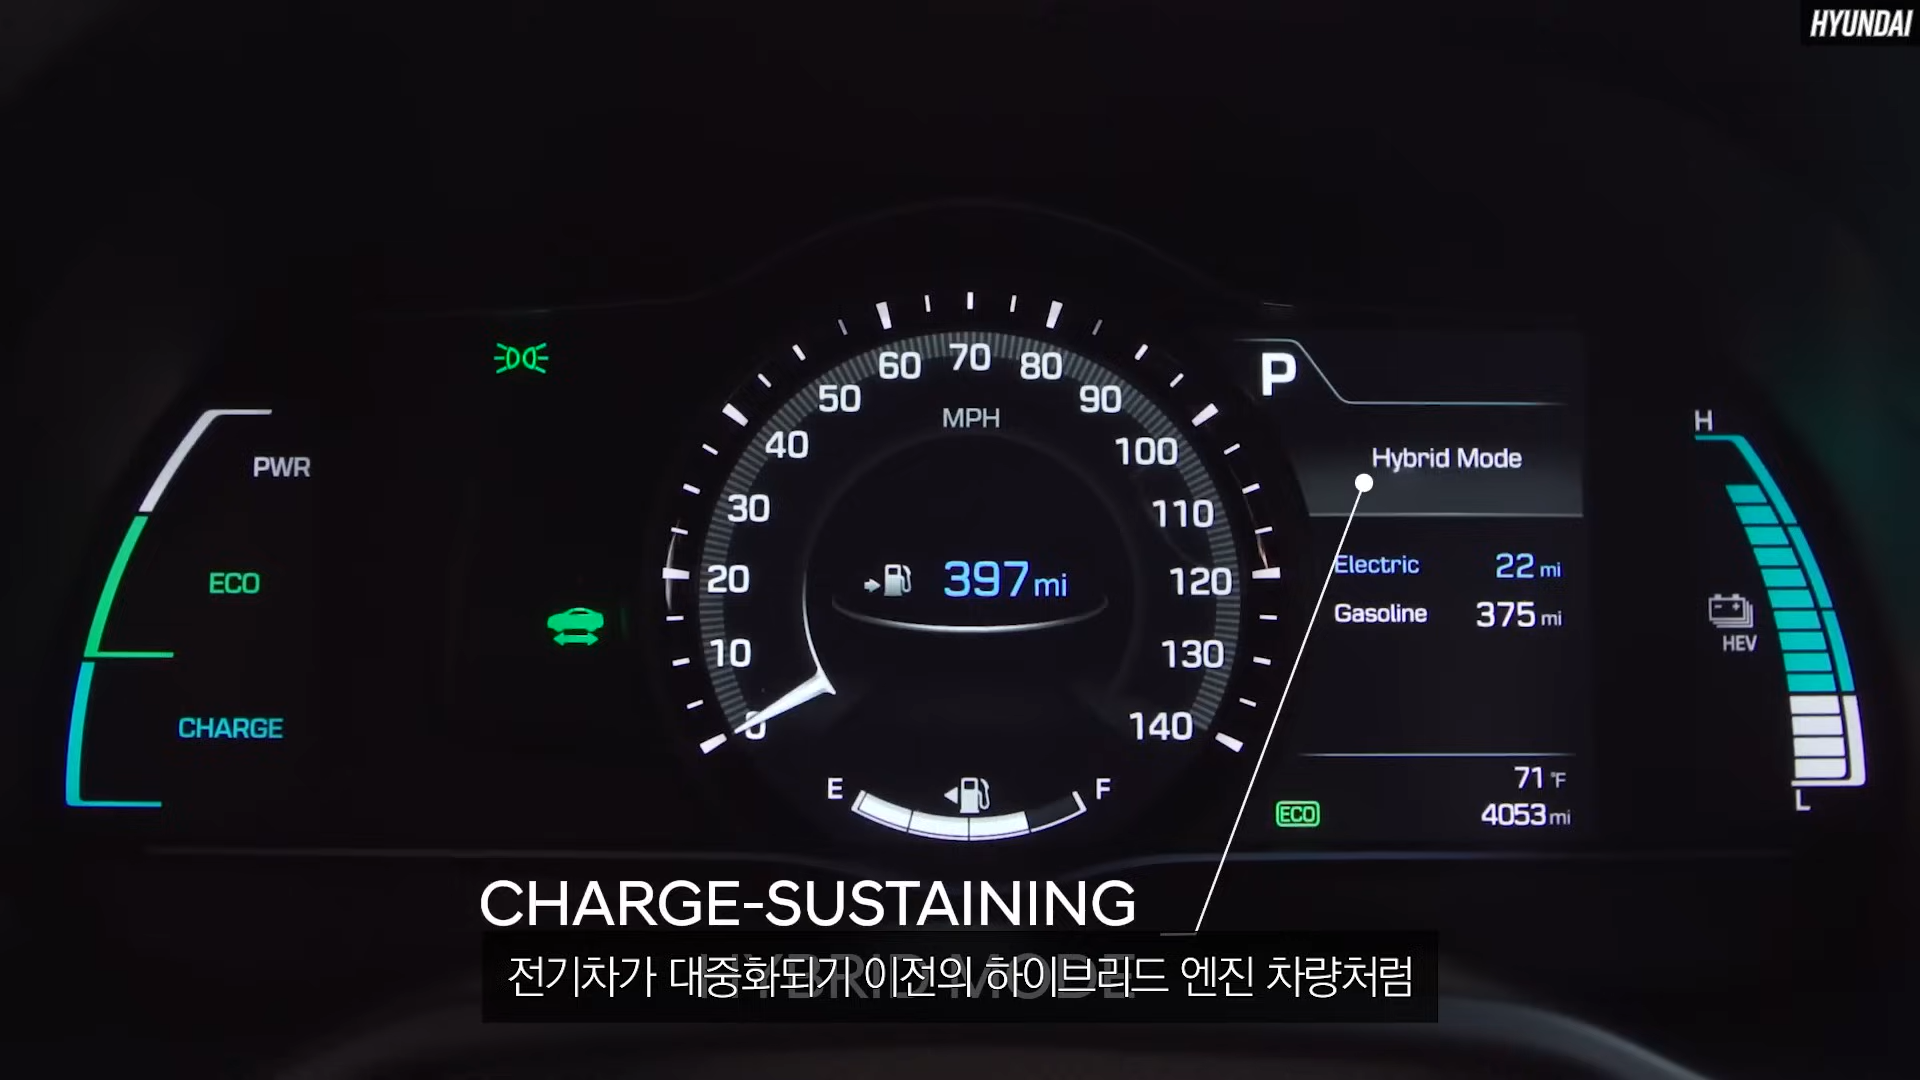 HYUNDAI
PWR
ECO
CHARGE
0
10
20
30
40
50
60
70
80
90
100
110
120
130
140
MPH
397 mi
E
F
P
Hybrid Mode
Electric 22 mi
Gasoline 375 mi
71 °F
ECO
4053 mi
H
HEV
L
CHARGE-SUSTAINING
HYBRID MODE
전기차가 대중화되기 이전의 하이브리드 엔진 차량처럼